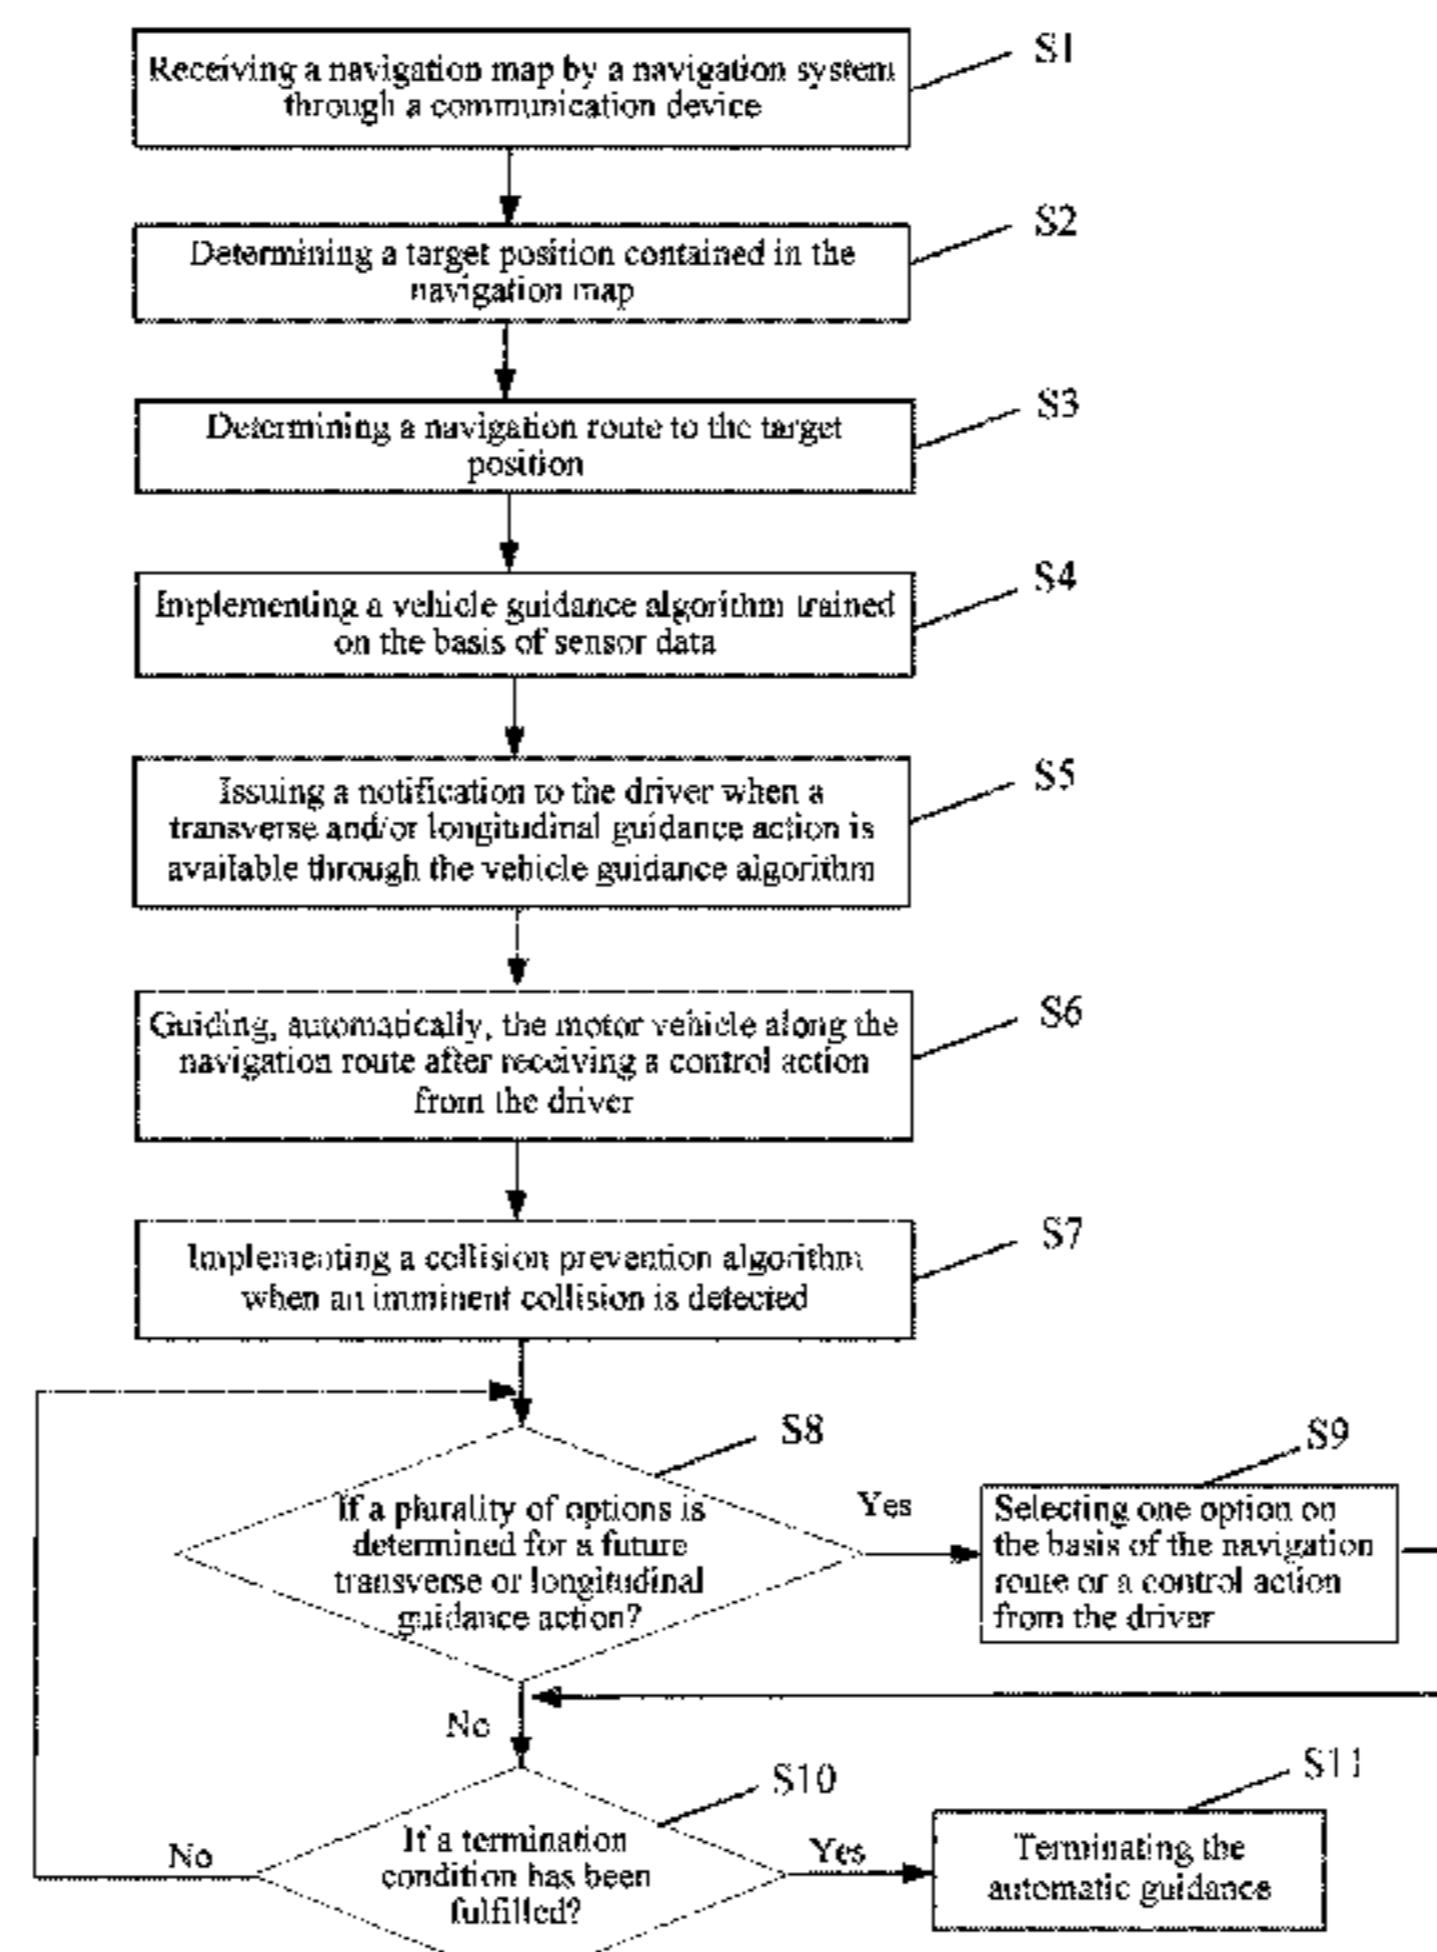 Receiving a navigation map by a navigation system
through a communication device
S1
Determining a target position contained in the
navigation map
S2
Determining a navigation route to the target
position
S3
Implementing a vehicle guidance algorithm trained
on the basis of sensor data
S4
Issuing a notification to the driver when a
transverse and/or longitudinal guidance action is
available through the vehicle guidance algorithm
S5
Guiding, automatically, the motor vehicle along the
navigation route after receiving a control action
from the driver
S6
Implementing a collision prevention algorithm
when an imminent collision is detected
S7
S8
If a plurality of options is
determined for a future
transverse or longitudinal
guidance action?
Yes
S9
Selecting one option on
the basis of the navigation
route or a control action
from the driver
No
S10
If a termination
condition has been
fulfilled?
No
Yes
S11
Terminating the
automatic guidance